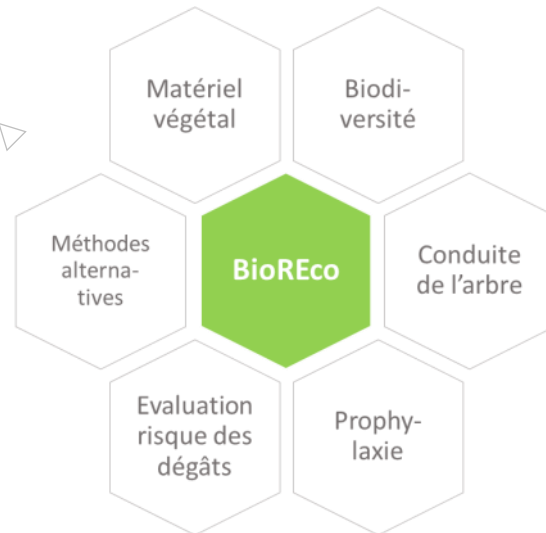 Matériel
végétal
Biodi-
versité
Méthodes
alterna-
tives
BioREco
Conduite
de l'arbre
Evaluation
risque des
dégâts
Prophy-
laxie